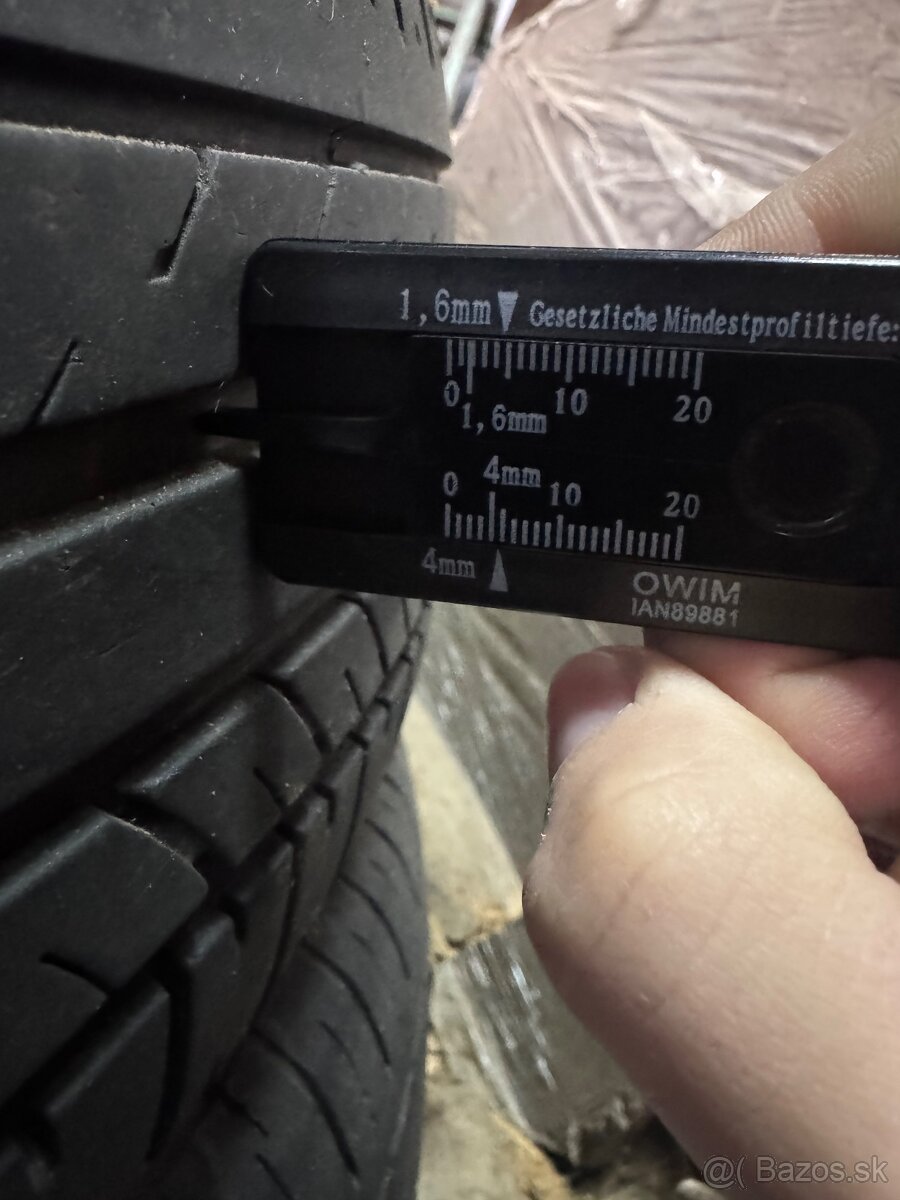 1,6mm Gesetzliche Mindestprofiltiefe:
0 10 20
1,6mm
4mm
0 10 20
4mm
OWIM
IAN89881
@( Bazos.sk